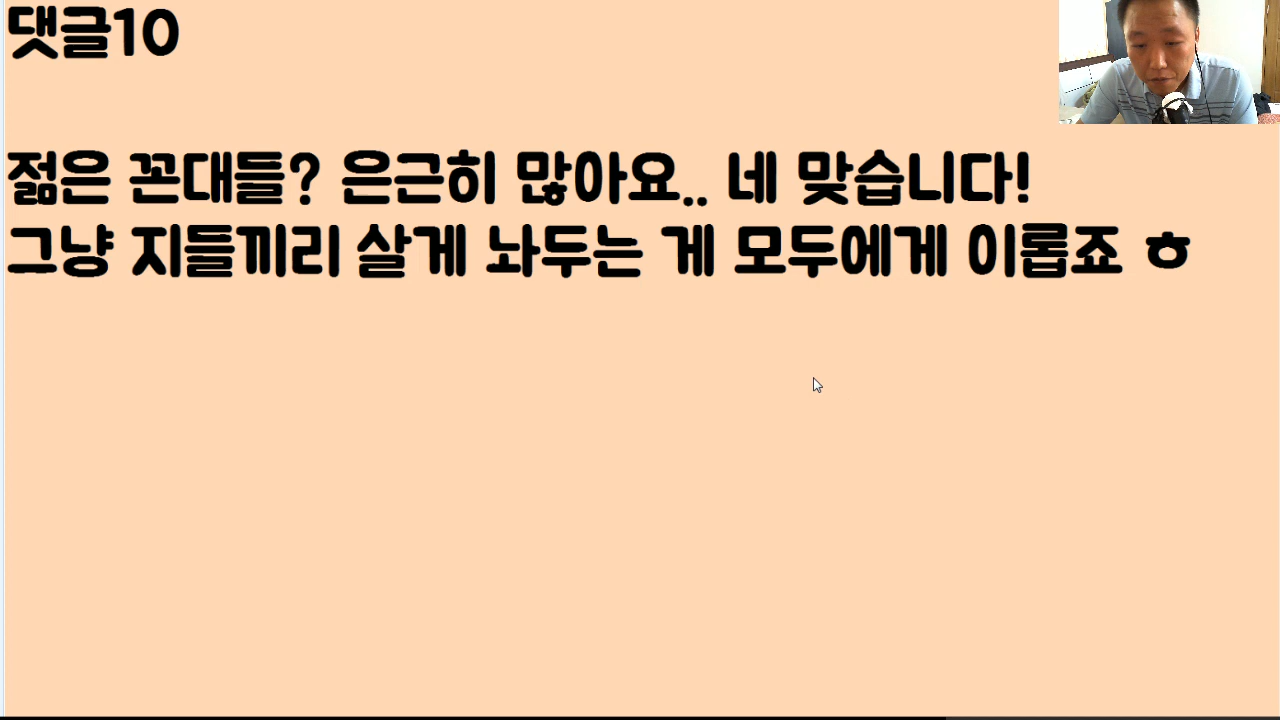 댓글10
젊은 꼰대들? 은근히 많아요.. 네 맞습니다!
그냥 지들끼리 살게 놔두는 게 모두에게 이롭죠 ㅎ